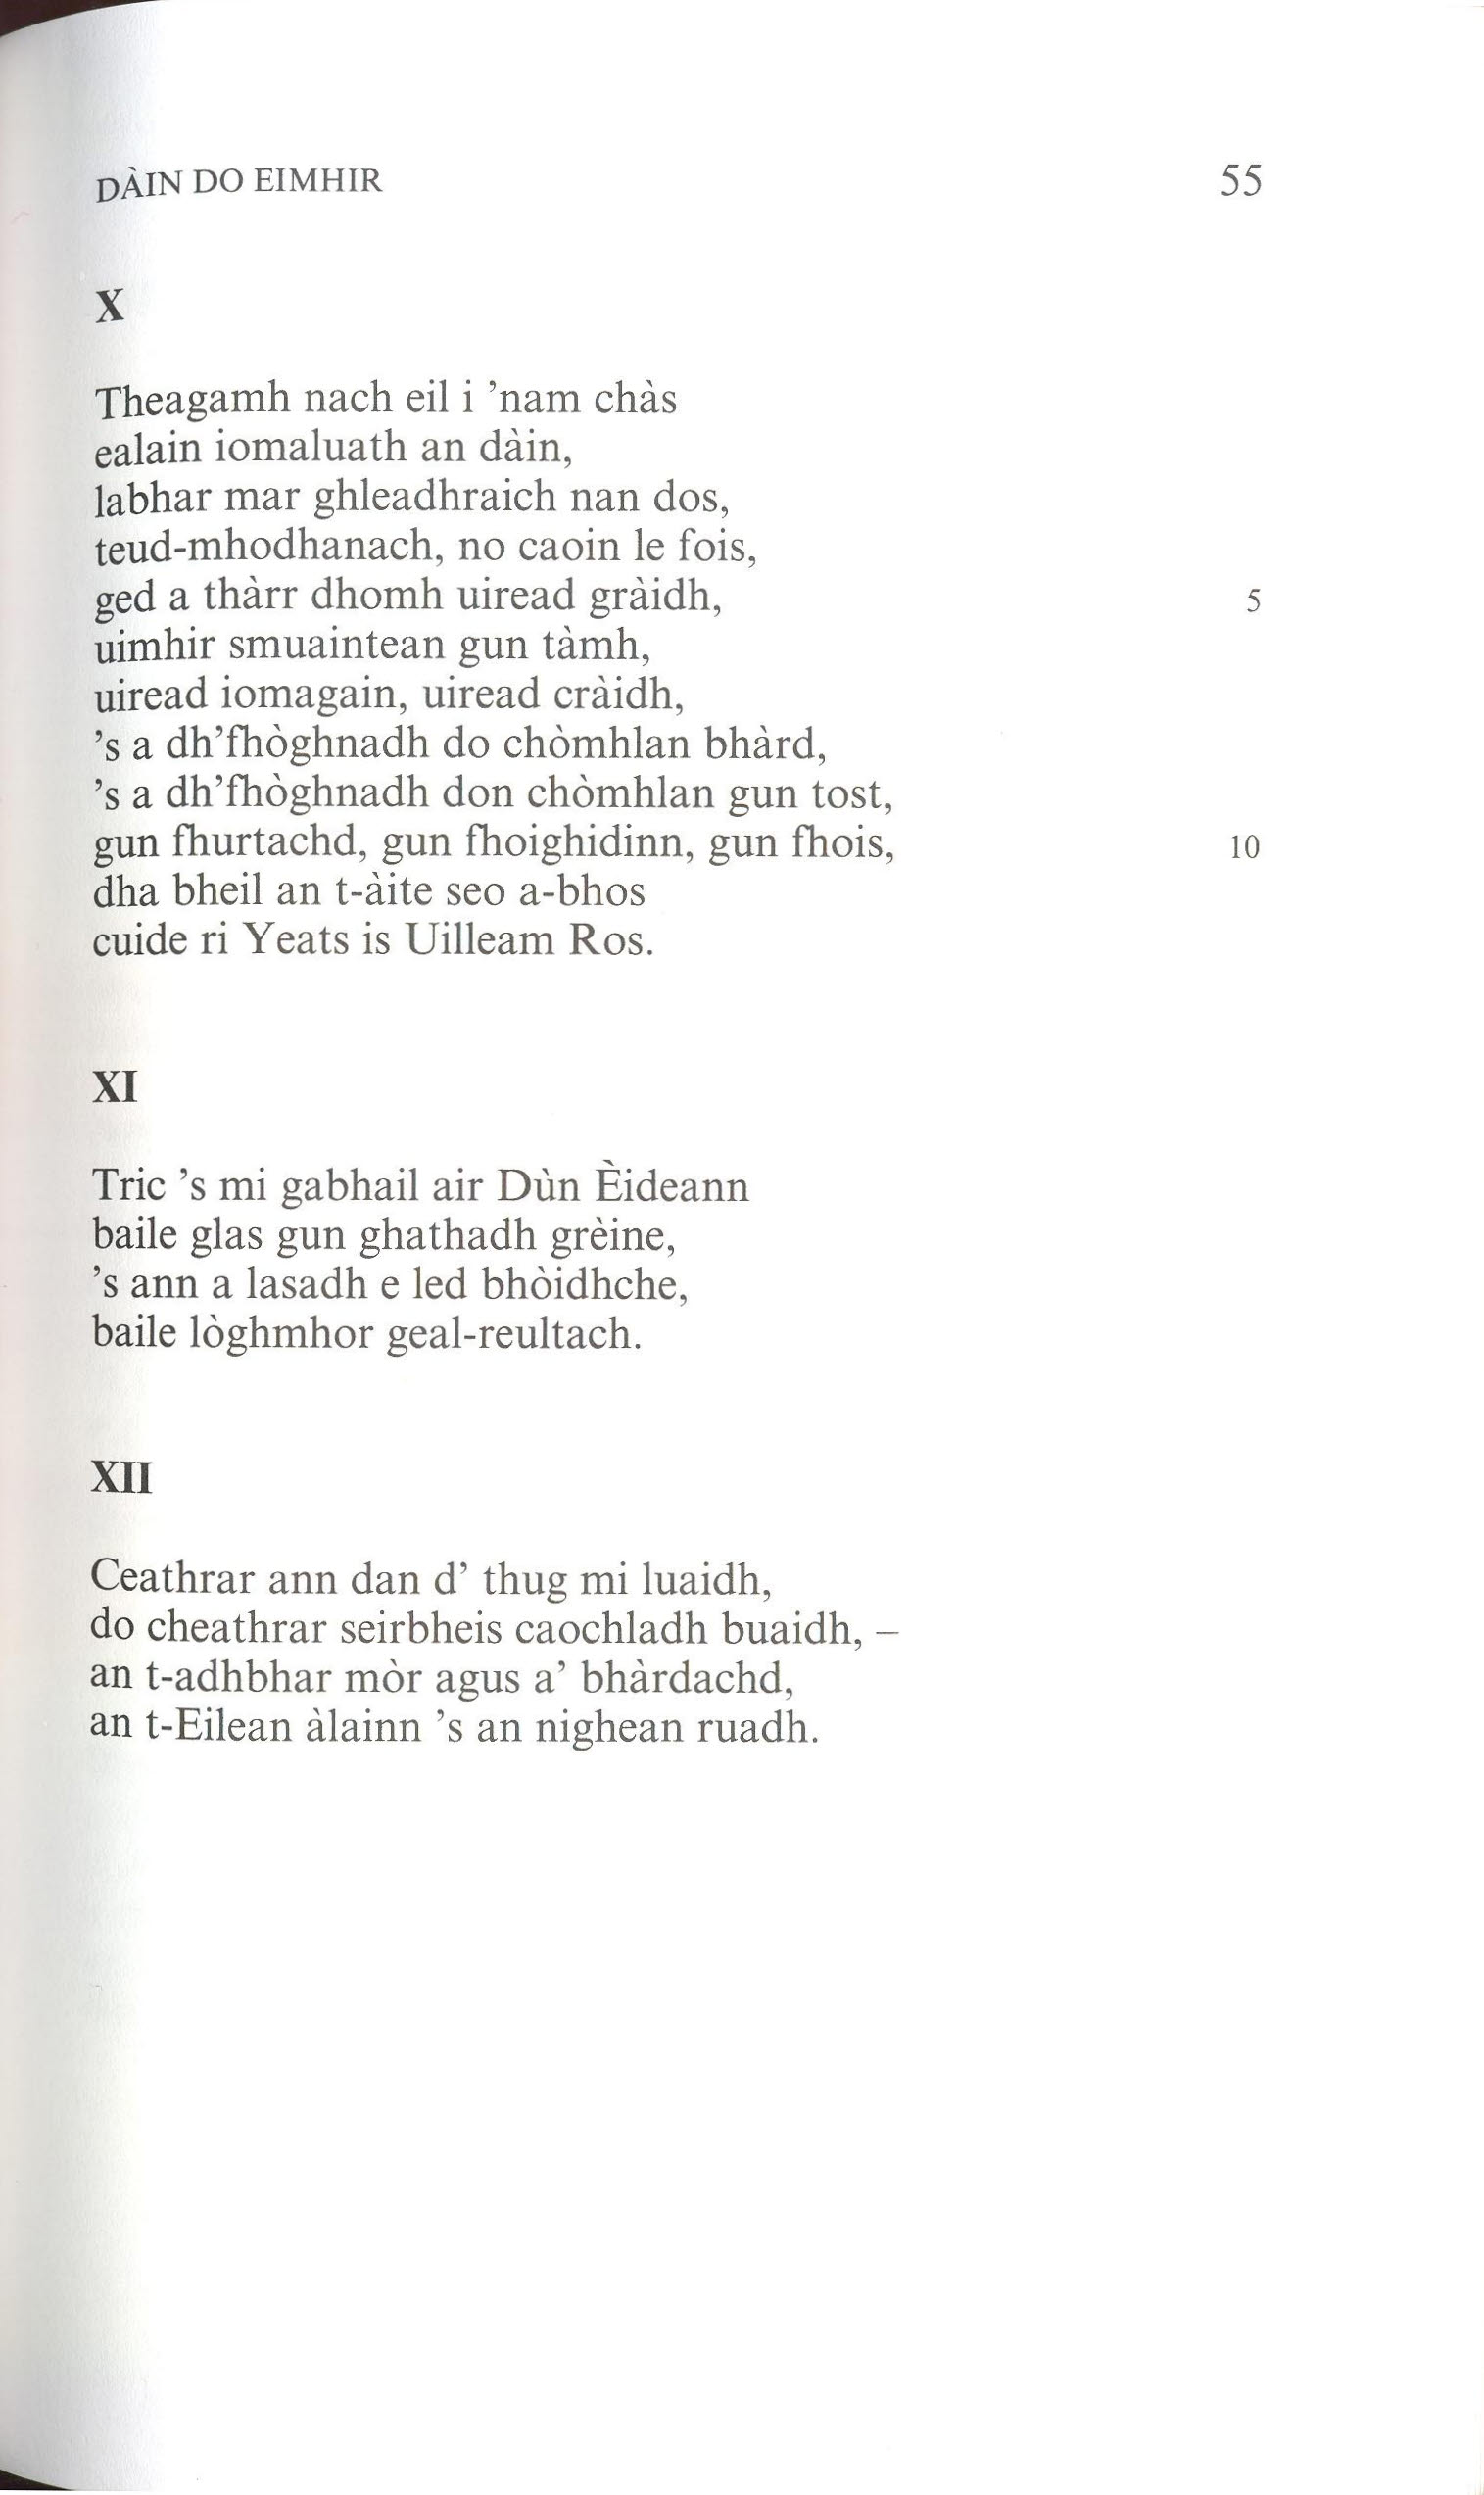 DÀIN DO EIMHIR 55
X
Theagamh nach eil i ’nam chàs
ealain iomaluath an dàin,
labhar mar ghleadhraich nan dos,
teud-mhodhanach, no caoin le fois,
ged a thàrr dhomh uiread gràidh, 5
uimhir smuaintean gun tàmh,
uiread iomagain, uiread cràidh,
’s a dh’fhòghnadh do chòmhlan bhàrd,
’s a dh’fhòghnadh don chòmhlan gun tost,
gun fhurtachd, gun fhoighidinn, gun fhois, 10
dha bheil an t-àite seo a-bhos
cuide ri Yeats is Uilleam Ros.
XI
Tric ’s mi gabhail air Dùn Èideann
baile glas gun ghathadh grèine,
’s ann a lasadh e led bhòidhche,
baile lòghmhor geal-reultach.
XII
Ceathrar ann dan d’ thug mi luaidh,
do cheathrar seirbheis caochladh buaidh, –
an t-adhbhar mòr agus a’ bhàrdachd,
an t-Eilean àlainn ’s an nighean ruadh.